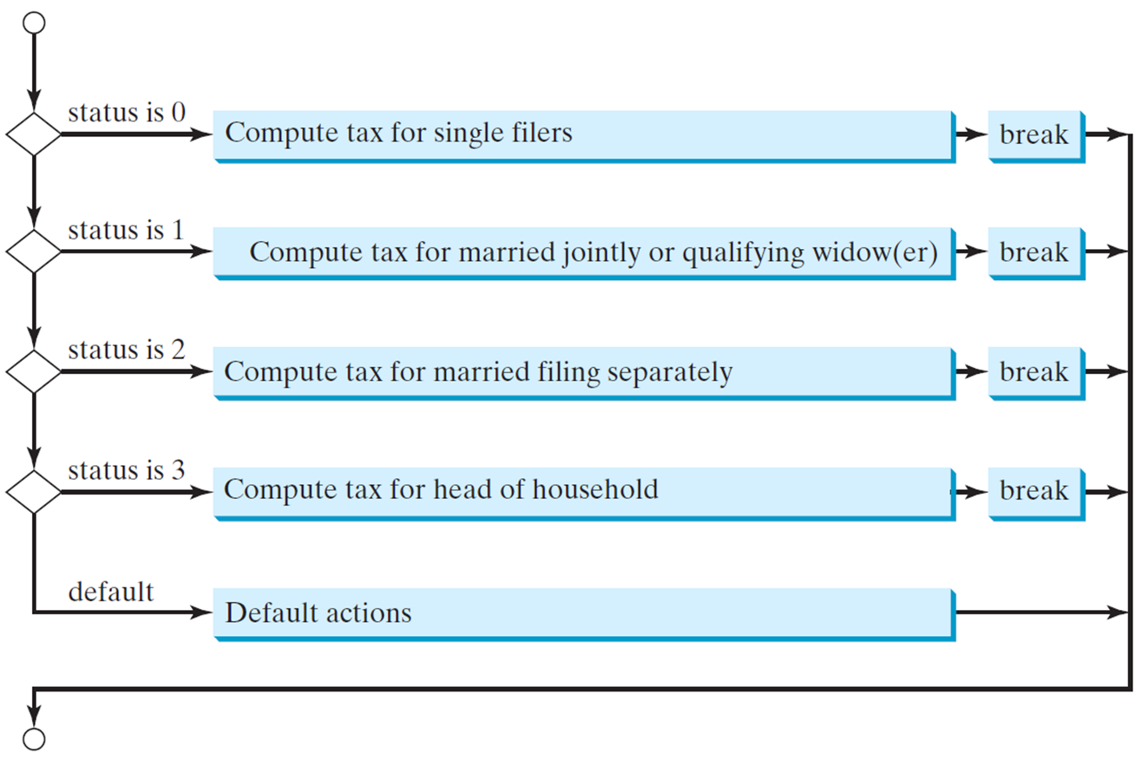 status is 0
Compute tax for single filers
break
status is 1
Compute tax for married jointly or qualifying widow(er)
break
status is 2
Compute tax for married filing separately
break
status is 3
Compute tax for head of household
break
default
Default actions